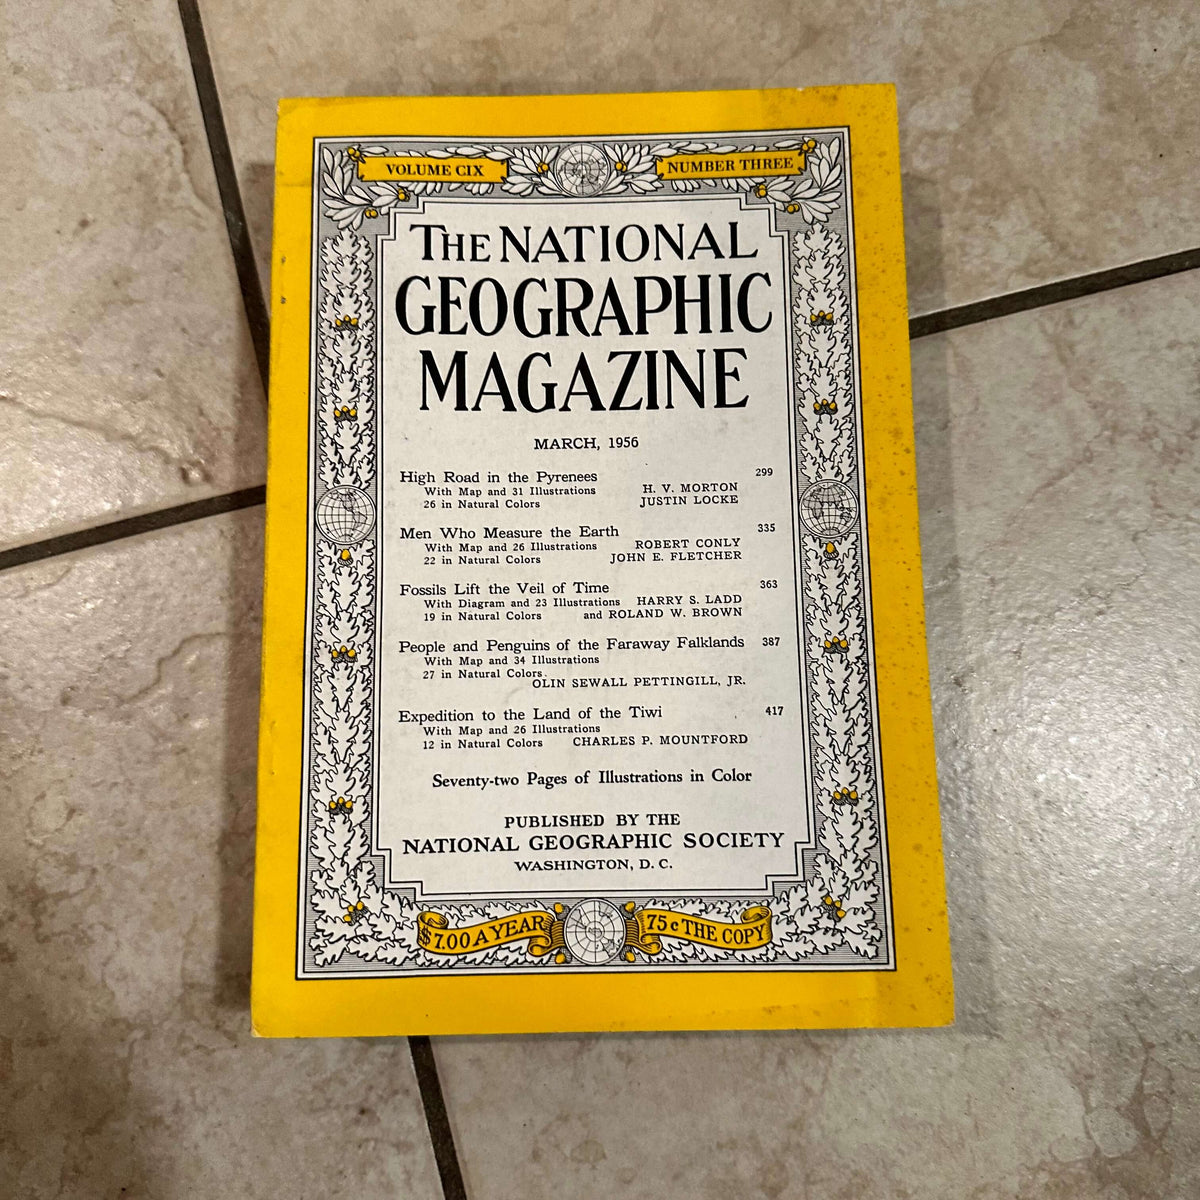 VOLUME CIX
NUMBER THREE
THE NATIONAL
GEOGRAPHIC
MAGAZINE
MARCH, 1956
High Road in the Pyrenees 299
With Map and 31 Illustrations H. V. MORTON
26 in Natural Colors JUSTIN LOCKE
Men Who Measure the Earth 335
With Map and 26 Illustrations ROBERT CONLY
22 in Natural Colors JOHN E. FLETCHER
Fossils Lift the Veil of Time 363
With Diagram and 23 Illustrations HARRY S. LADD
19 in Natural Colors and ROLAND W. BROWN
People and Penguins of the Faraway Falklands 387
With Map and 34 Illustrations
27 in Natural Colors
OLIN SEWALL PETTINGILL, JR.
Expedition to the Land of the Tiwi 417
With Map and 26 Illustrations
12 in Natural Colors CHARLES P. MOUNTFORD
Seventy-two Pages of Illustrations in Color
PUBLISHED BY THE
NATIONAL GEOGRAPHIC SOCIETY
WASHINGTON, D. C.
$7.00 A YEAR
75¢ THE COPY